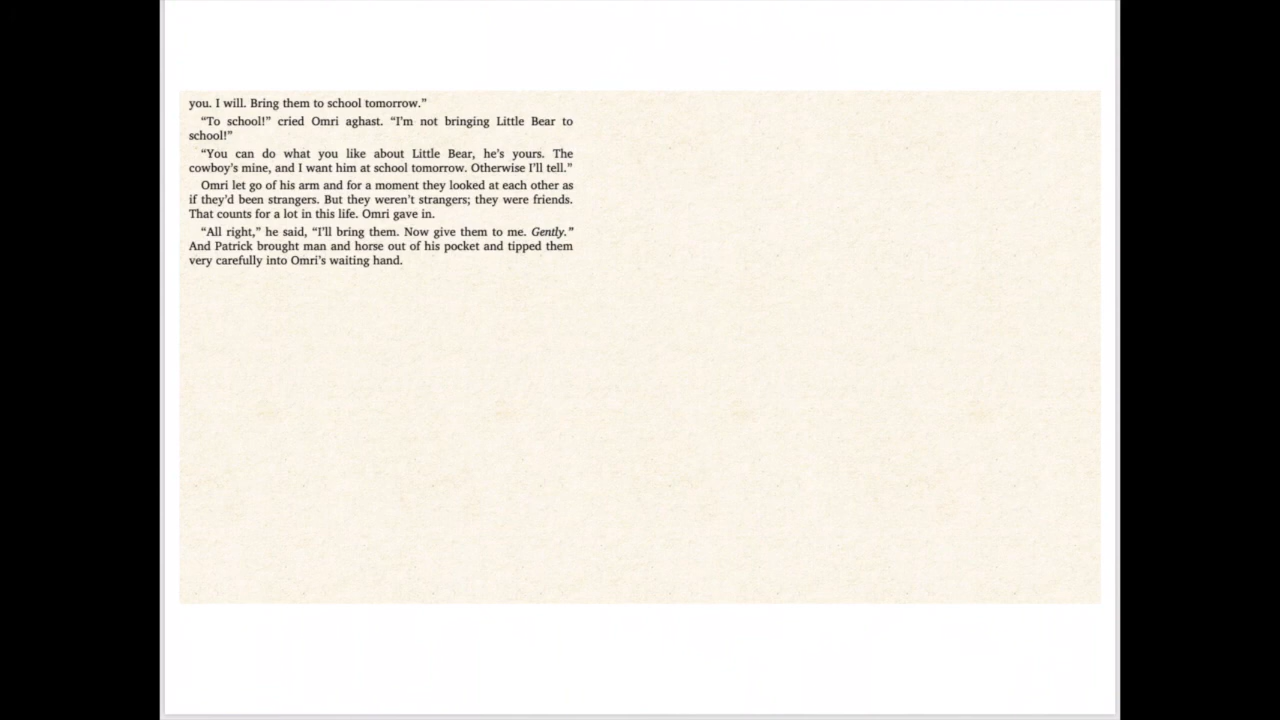 you. I will. Bring them to school tomorrow.”
“To school!” cried Omri aghast. “I’m not bringing Little Bear to
school!”
“You can do what you like about Little Bear, he’s yours. The
cowboy’s mine, and I want him at school tomorrow. Otherwise I’ll tell.”
Omri let go of his arm and for a moment they looked at each other as
if they’d been strangers. But they weren’t strangers; they were friends.
That counts for a lot in this life. Omri gave in.
“All right,” he said, “I’ll bring them. Now give them to me. Gently.”
And Patrick brought man and horse out of his pocket and tipped them
very carefully into Omri’s waiting hand.